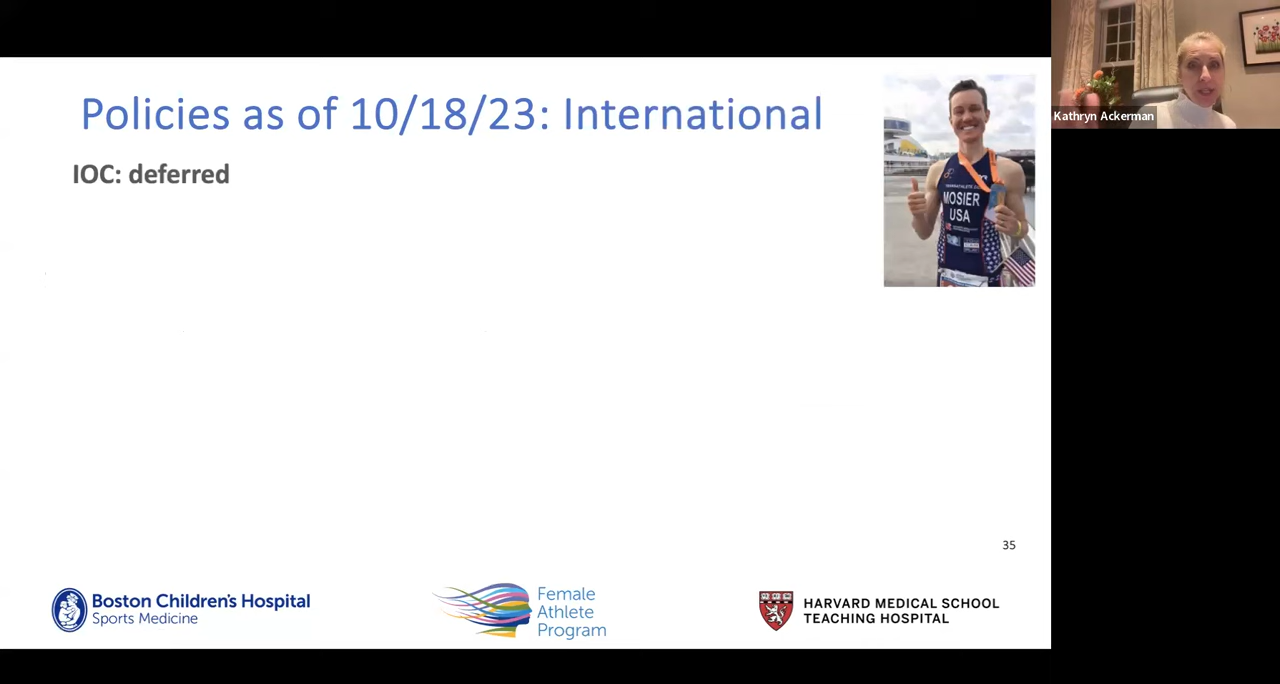 Policies as of 10/18/23: International
IOC: deferred
MOSIER
USA
Kathryn Ackerman
35
Boston Children's Hospital
Sports Medicine
Female
Athlete
Program
HARVARD MEDICAL SCHOOL
TEACHING HOSPITAL